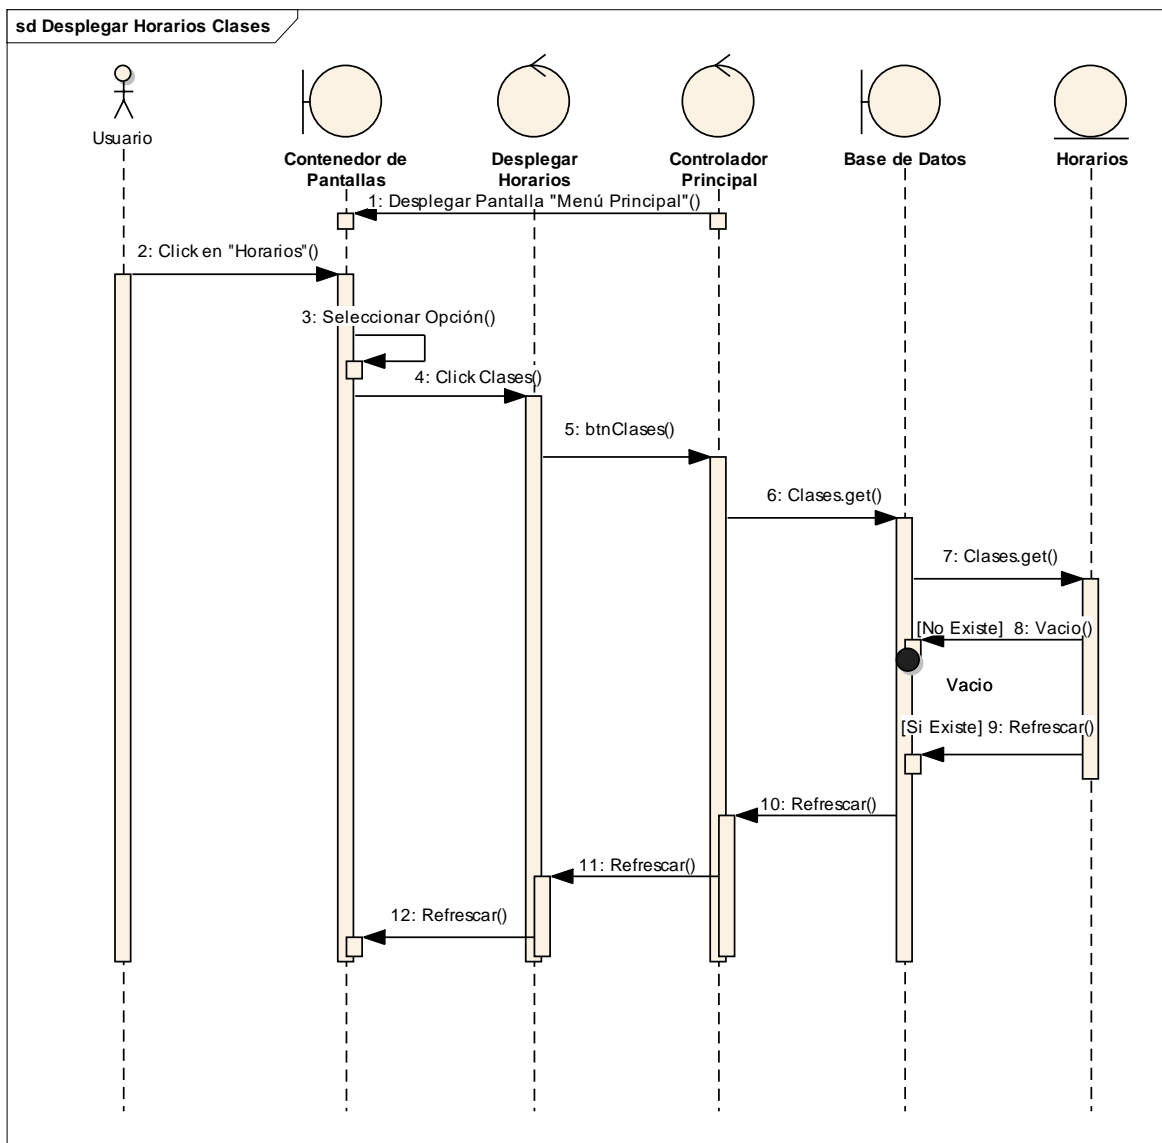 sd Desplegar Horarios Clases
Usuario
Contenedor de
Pantallas
Desplegar
Horarios
Controlador
Principal
Base de Datos
Horarios
1: Desplegar Pantalla "Menú Principal"()
2: Click en "Horarios"()
3: Seleccionar Opción()
4: Click Clases()
5: btnClases()
6: Clases.get()
7: Clases.get()
[No Existe] 8: Vacio()
Vacio
[Si Existe] 9: Refrescar()
10: Refrescar()
11: Refrescar()
12: Refrescar()